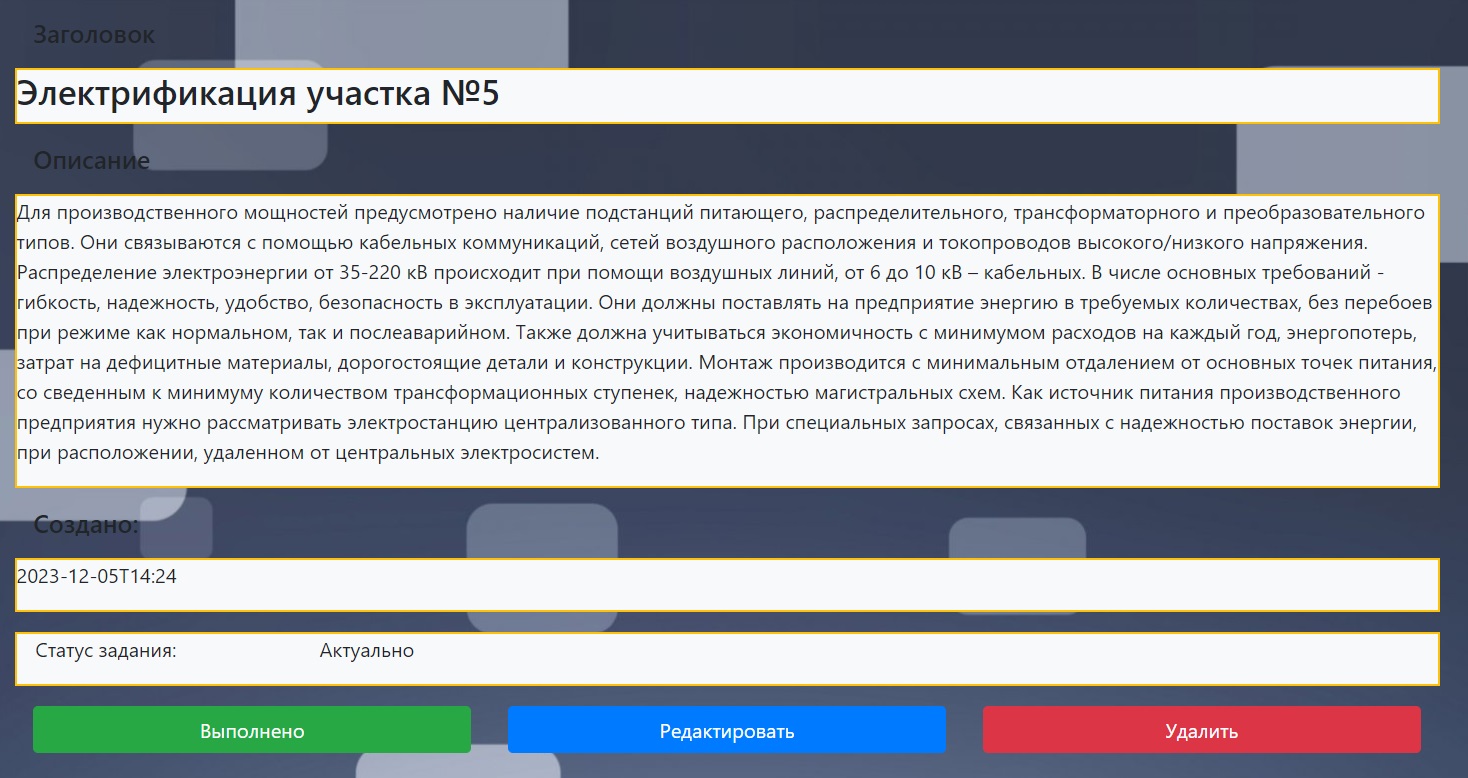 Заголовок
Электрификация участка №5
Описание
Для производственного мощностей предусмотрено наличие подстанций питающего, распределительного, трансформаторного и преобразовательного
типов. Они связываются с помощью кабельных коммуникаций, сетей воздушного расположения и токопроводов высокого/низкого напряжения.
Распределение электроэнергии от 35-220 кВ происходит при помощи воздушных линий, от 6 до 10 кВ – кабельных. В числе основных требований -
гибкость, надежность, удобство, безопасность в эксплуатации. Они должны поставлять на предприятие энергию в требуемых количествах, без перебоев
при режиме как нормальном, так и послеаварийном. Также должна учитываться экономичность с минимумом расходов на каждый год, энергопотерь,
затрат на дефицитные материалы, дорогостоящие детали и конструкции. Монтаж производится с минимальным отдалением от основных точек питания,
со сведенным к минимуму количеством трансформационных ступенек, надежностью магистральных схем. Как источник питания производственного
предприятия нужно рассматривать электростанцию централизованного типа. При специальных запросах, связанных с надежностью поставок энергии,
при расположении, удаленном от центральных электросистем.
Создано:
2023-12-05T14:24
Статус задания: Актуально
Выполнено Редактировать Удалить